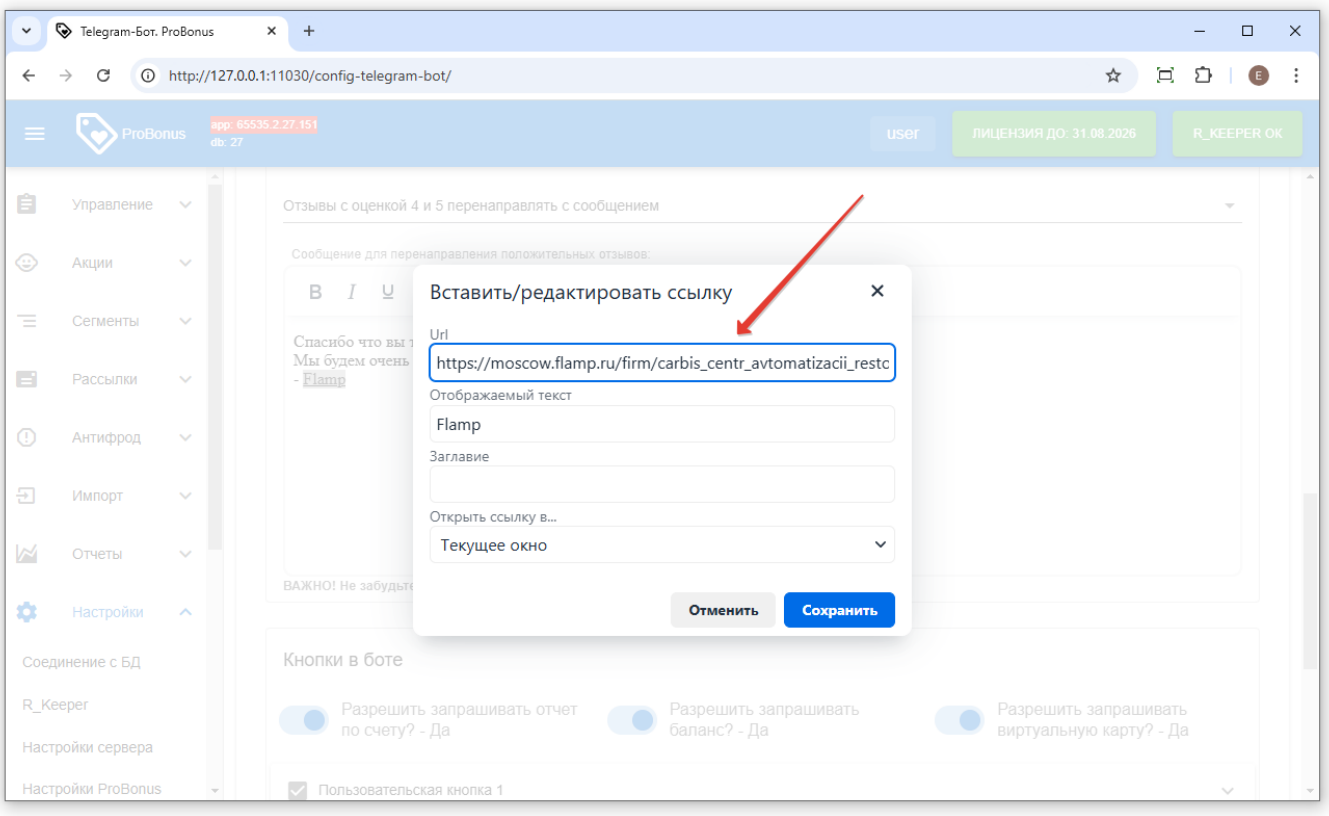 Telegram-Бот. ProBonus
http://127.0.0.1:11030/config-telegram-bot/
E
ProBonus
app: 65535.2.27.151
db: 27
user
ЛИЦЕНЗИЯ ДО: 31.08.2026
R_KEEPER OK
Управление
Акции
Сегменты
Рассылки
Антифрод
Импорт
Отчеты
Настройки
Соединение с БД
R_Keeper
Настройки сервера
Настройки ProBonus
Отзывы с оценкой 4 и 5 перенаправлять с сообщением
Сообщение для перенаправления положительных отзывов:
B I U
Спасибо что вы
Мы будем очень
- Flamp
ВАЖНО! Не забудьте
Вставить/редактировать ссылку
Url
https://moscow.flamp.ru/firm/carbis_centr_avtomatizacii_resto
Отображаемый текст
Flamp
Заглавие
Открыть ссылку в...
Текущее окно
Отменить
Сохранить
Кнопки в боте
Разрешить запрашивать отчет
по счету? - Да
Разрешить запрашивать
баланс? - Да
Разрешить запрашивать
виртуальную карту? - Да
Пользовательская кнопка 1